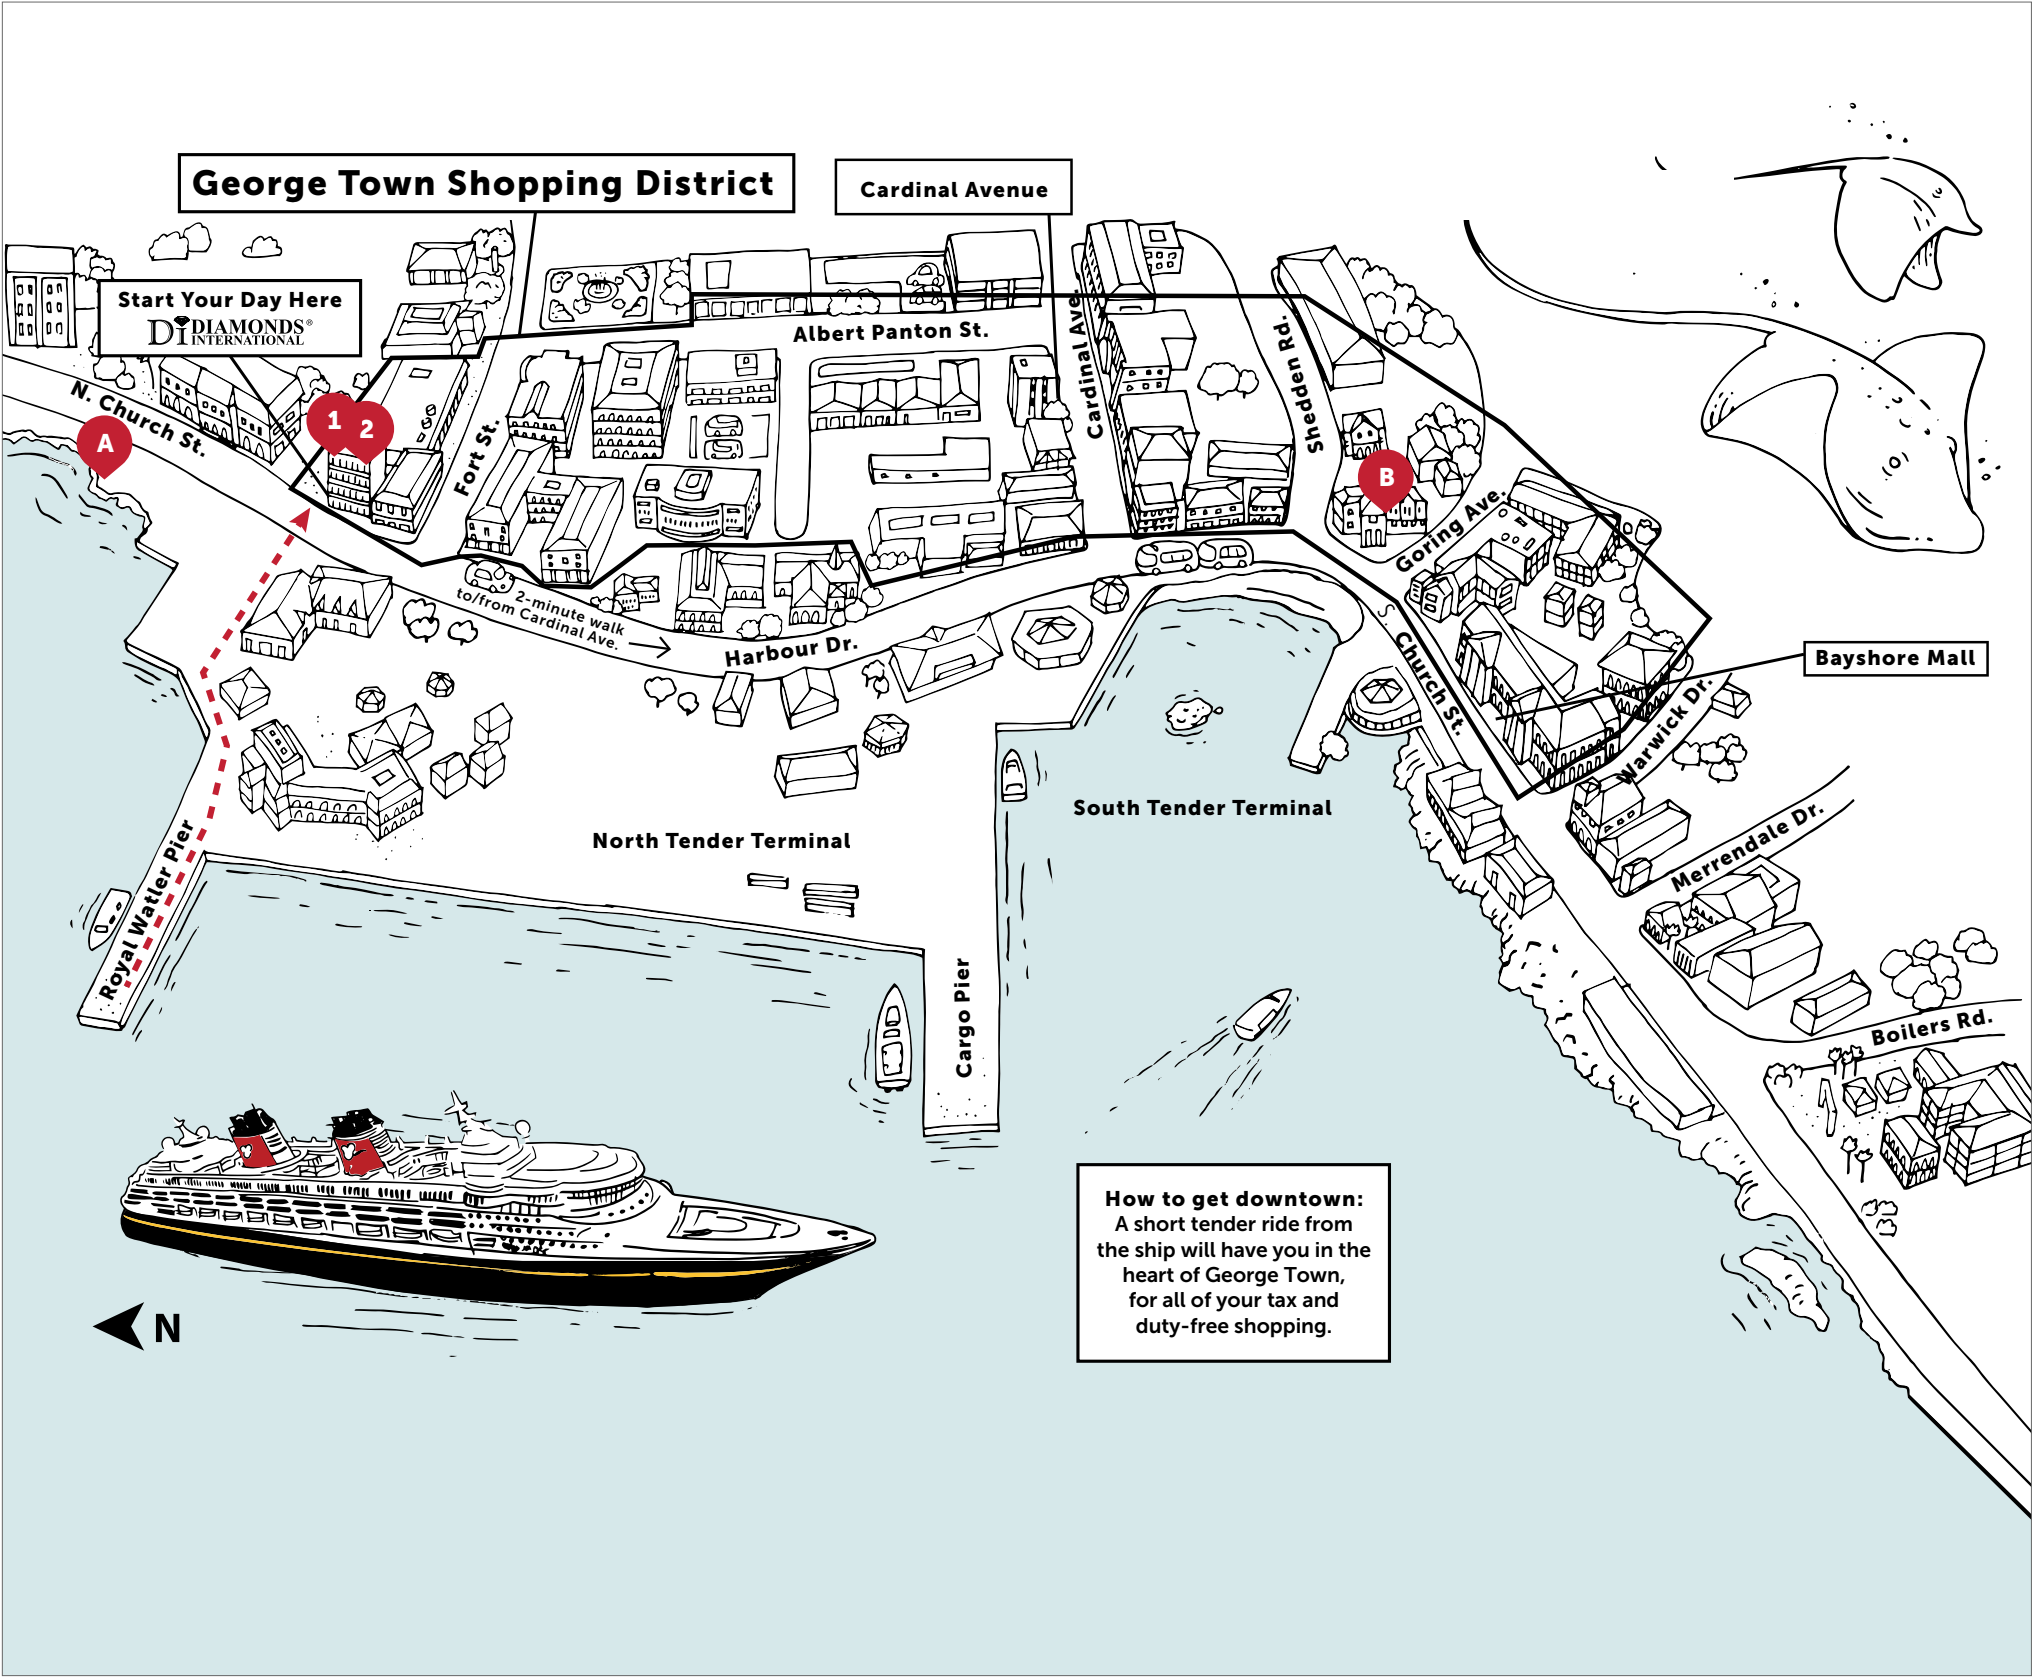 George Town Shopping District
Cardinal Avenue
Start Your Day Here
DI DIAMONDS®
INTERNATIONAL
Albert Panton St.
Cardinal Ave.
Shedden Rd.
N. Church St.
A
1
2
Fort St.
B
Goring Ave.
2-minute walk
to/from Cardinal Ave.
Harbour Dr.
S. Church St.
Bayshore Mall
Warwick Dr.
South Tender Terminal
North Tender Terminal
Merrendale Dr.
Royal Watler Pier
Cargo Pier
Boilers Rd.
How to get downtown:
A short tender ride from
the ship will have you in the
heart of George Town,
for all of your tax and
duty-free shopping.
N